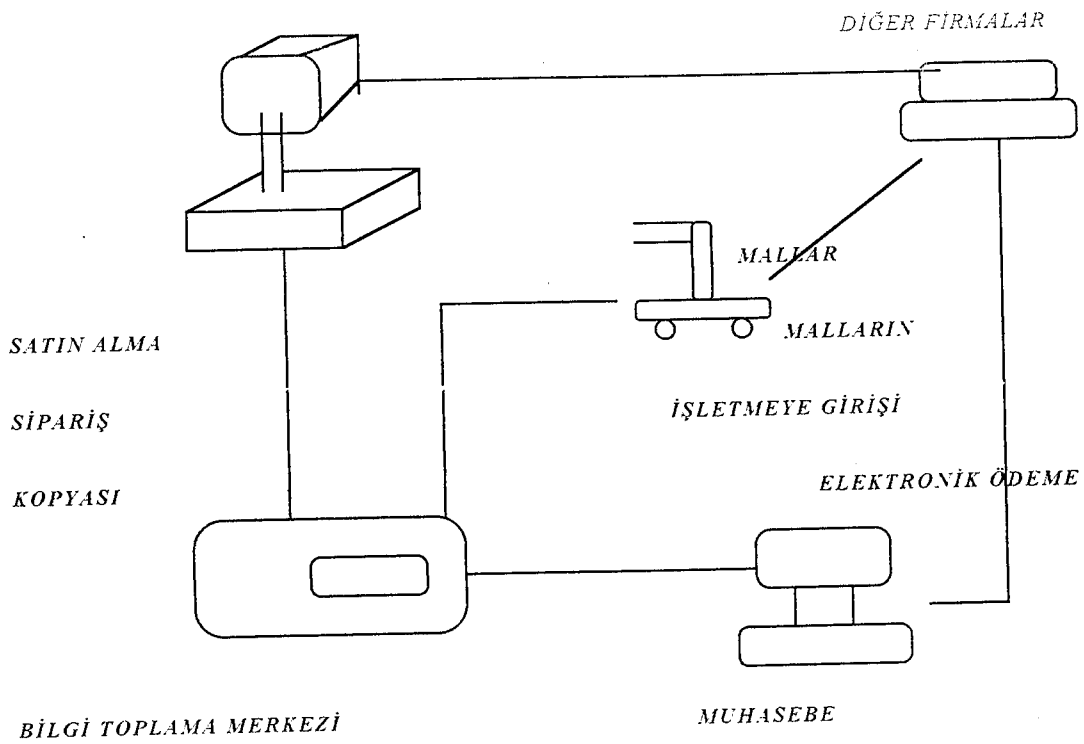 DİĞER FİRMALAR
MALLAR
MALLARIN
İŞLETMEYE GİRİŞİ
SATIN ALMA
SİPARİŞ
KOPYASI
ELEKTRONİK ÖDEME
BİLGİ TOPLAMA MERKEZİ
MUHASEBE